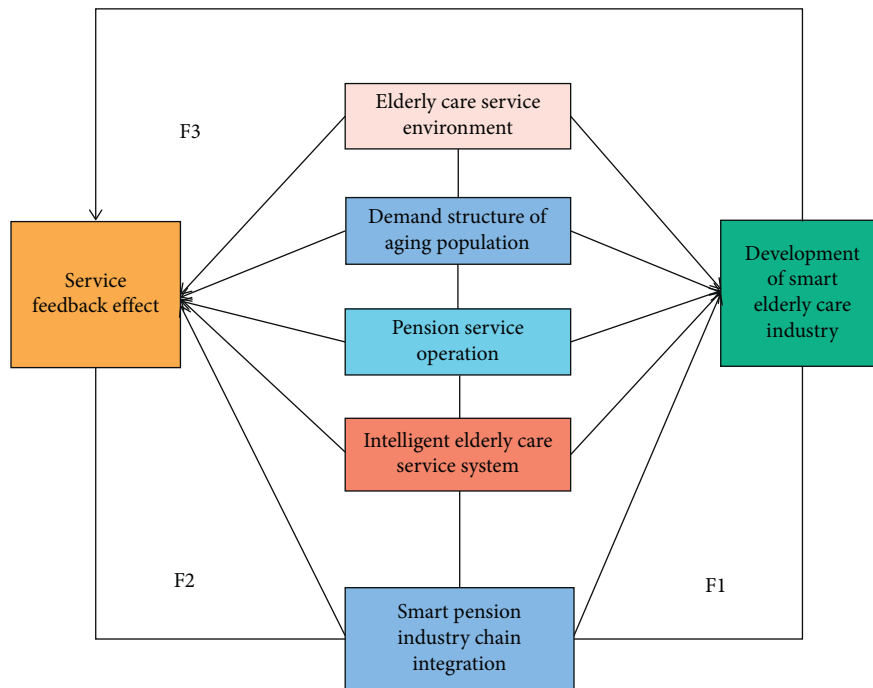 Elderly care service
environment
F3
Demand structure of
aging population
Service
feedback effect
Development
of smart
elderly care
industry
Pension service
operation
Intelligent elderly care
service system
F2
F1
Smart pension
industry chain
integration